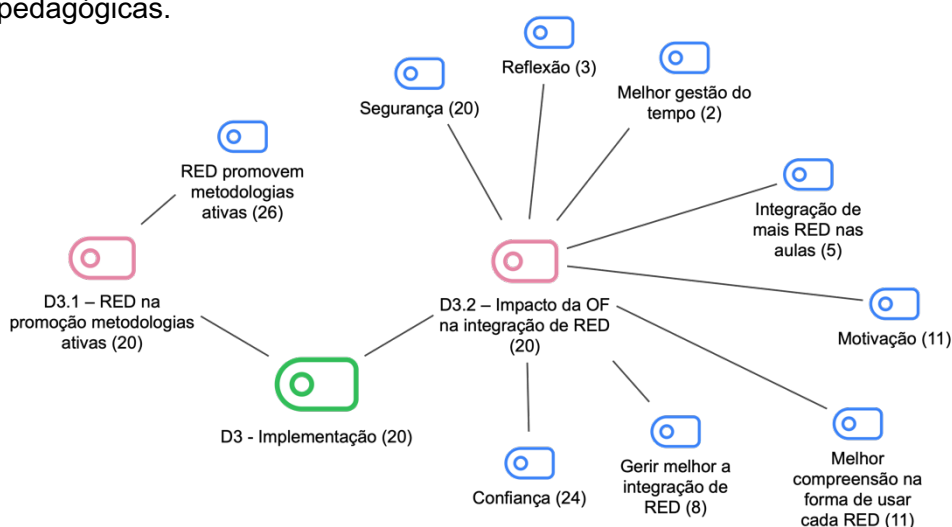 pedagógicas.
Reflexão (3)
Segurança (20)
Melhor gestão do
tempo (2)
RED promovem
metodologias
ativas (26)
Integração de
mais RED nas
aulas (5)
D3.1 – RED na
promoção metodologias
ativas (20)
D3.2 – Impacto da OF
na integração de RED
(20)
Motivação (11)
D3 - Implementação (20)
Confiança (24)
Gerir melhor a
integração de
RED (8)
Melhor
compreensão na
forma de usar
cada RED (11)